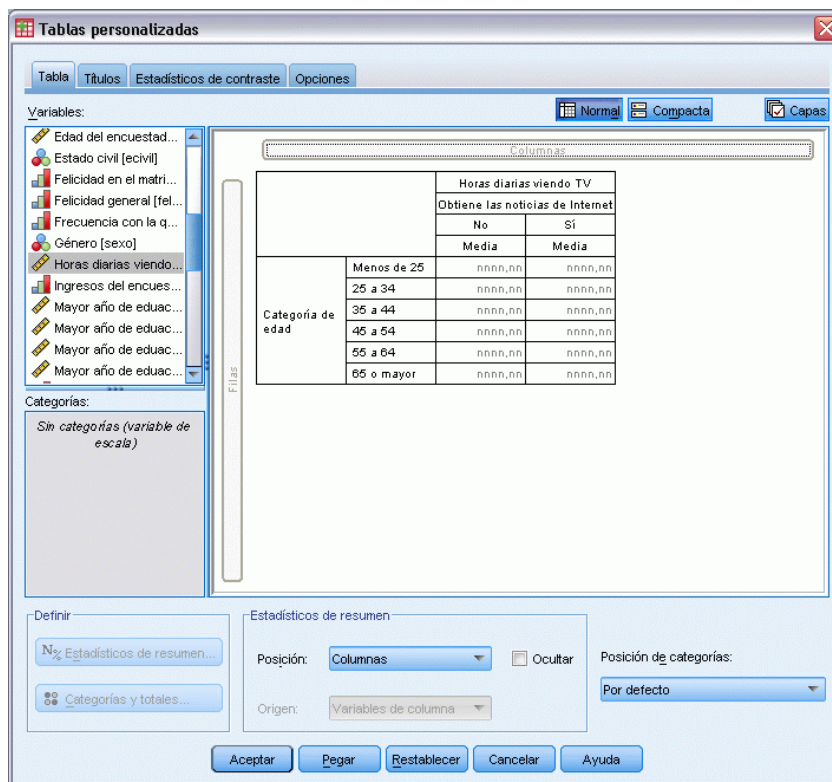 Tablas personalizadas
Tabla
Títulos
Estadísticos de contraste
Opciones
Variables:
Normal
Compacta
Capas
Edad del encuestad...
Estado civil [ecivil]
Felicidad en el matri...
Felicidad general [fel...
Frecuencia con la q...
Género [sexo]
Horas diarias viendo...
Ingresos del encues...
Mayor año de eduac...
Mayor año de eduac...
Mayor año de eduac...
Mayor año de eduac...
Categorías:
Sin categorías (variable de
escala)
Columnas
Filas
Horas diarias viendo TV
Obtiene las noticias de Internet
No Sí
Media Media
Categoría de
edad
Menos de 25 nnnn,nn nnnn,nn
25 a 34 nnnn,nn nnnn,nn
35 a 44 nnnn,nn nnnn,nn
45 a 54 nnnn,nn nnnn,nn
55 a 64 nnnn,nn nnnn,nn
65 o mayor nnnn,nn nnnn,nn
Definir
N% Estadísticos de resumen...
Categorías y totales...
Estadísticos de resumen
Posición: Columnas
Ocultar
Origen: Variables de columna
Posición de categorías:
Por defecto
Aceptar
Pegar
Restablecer
Cancelar
Ayuda